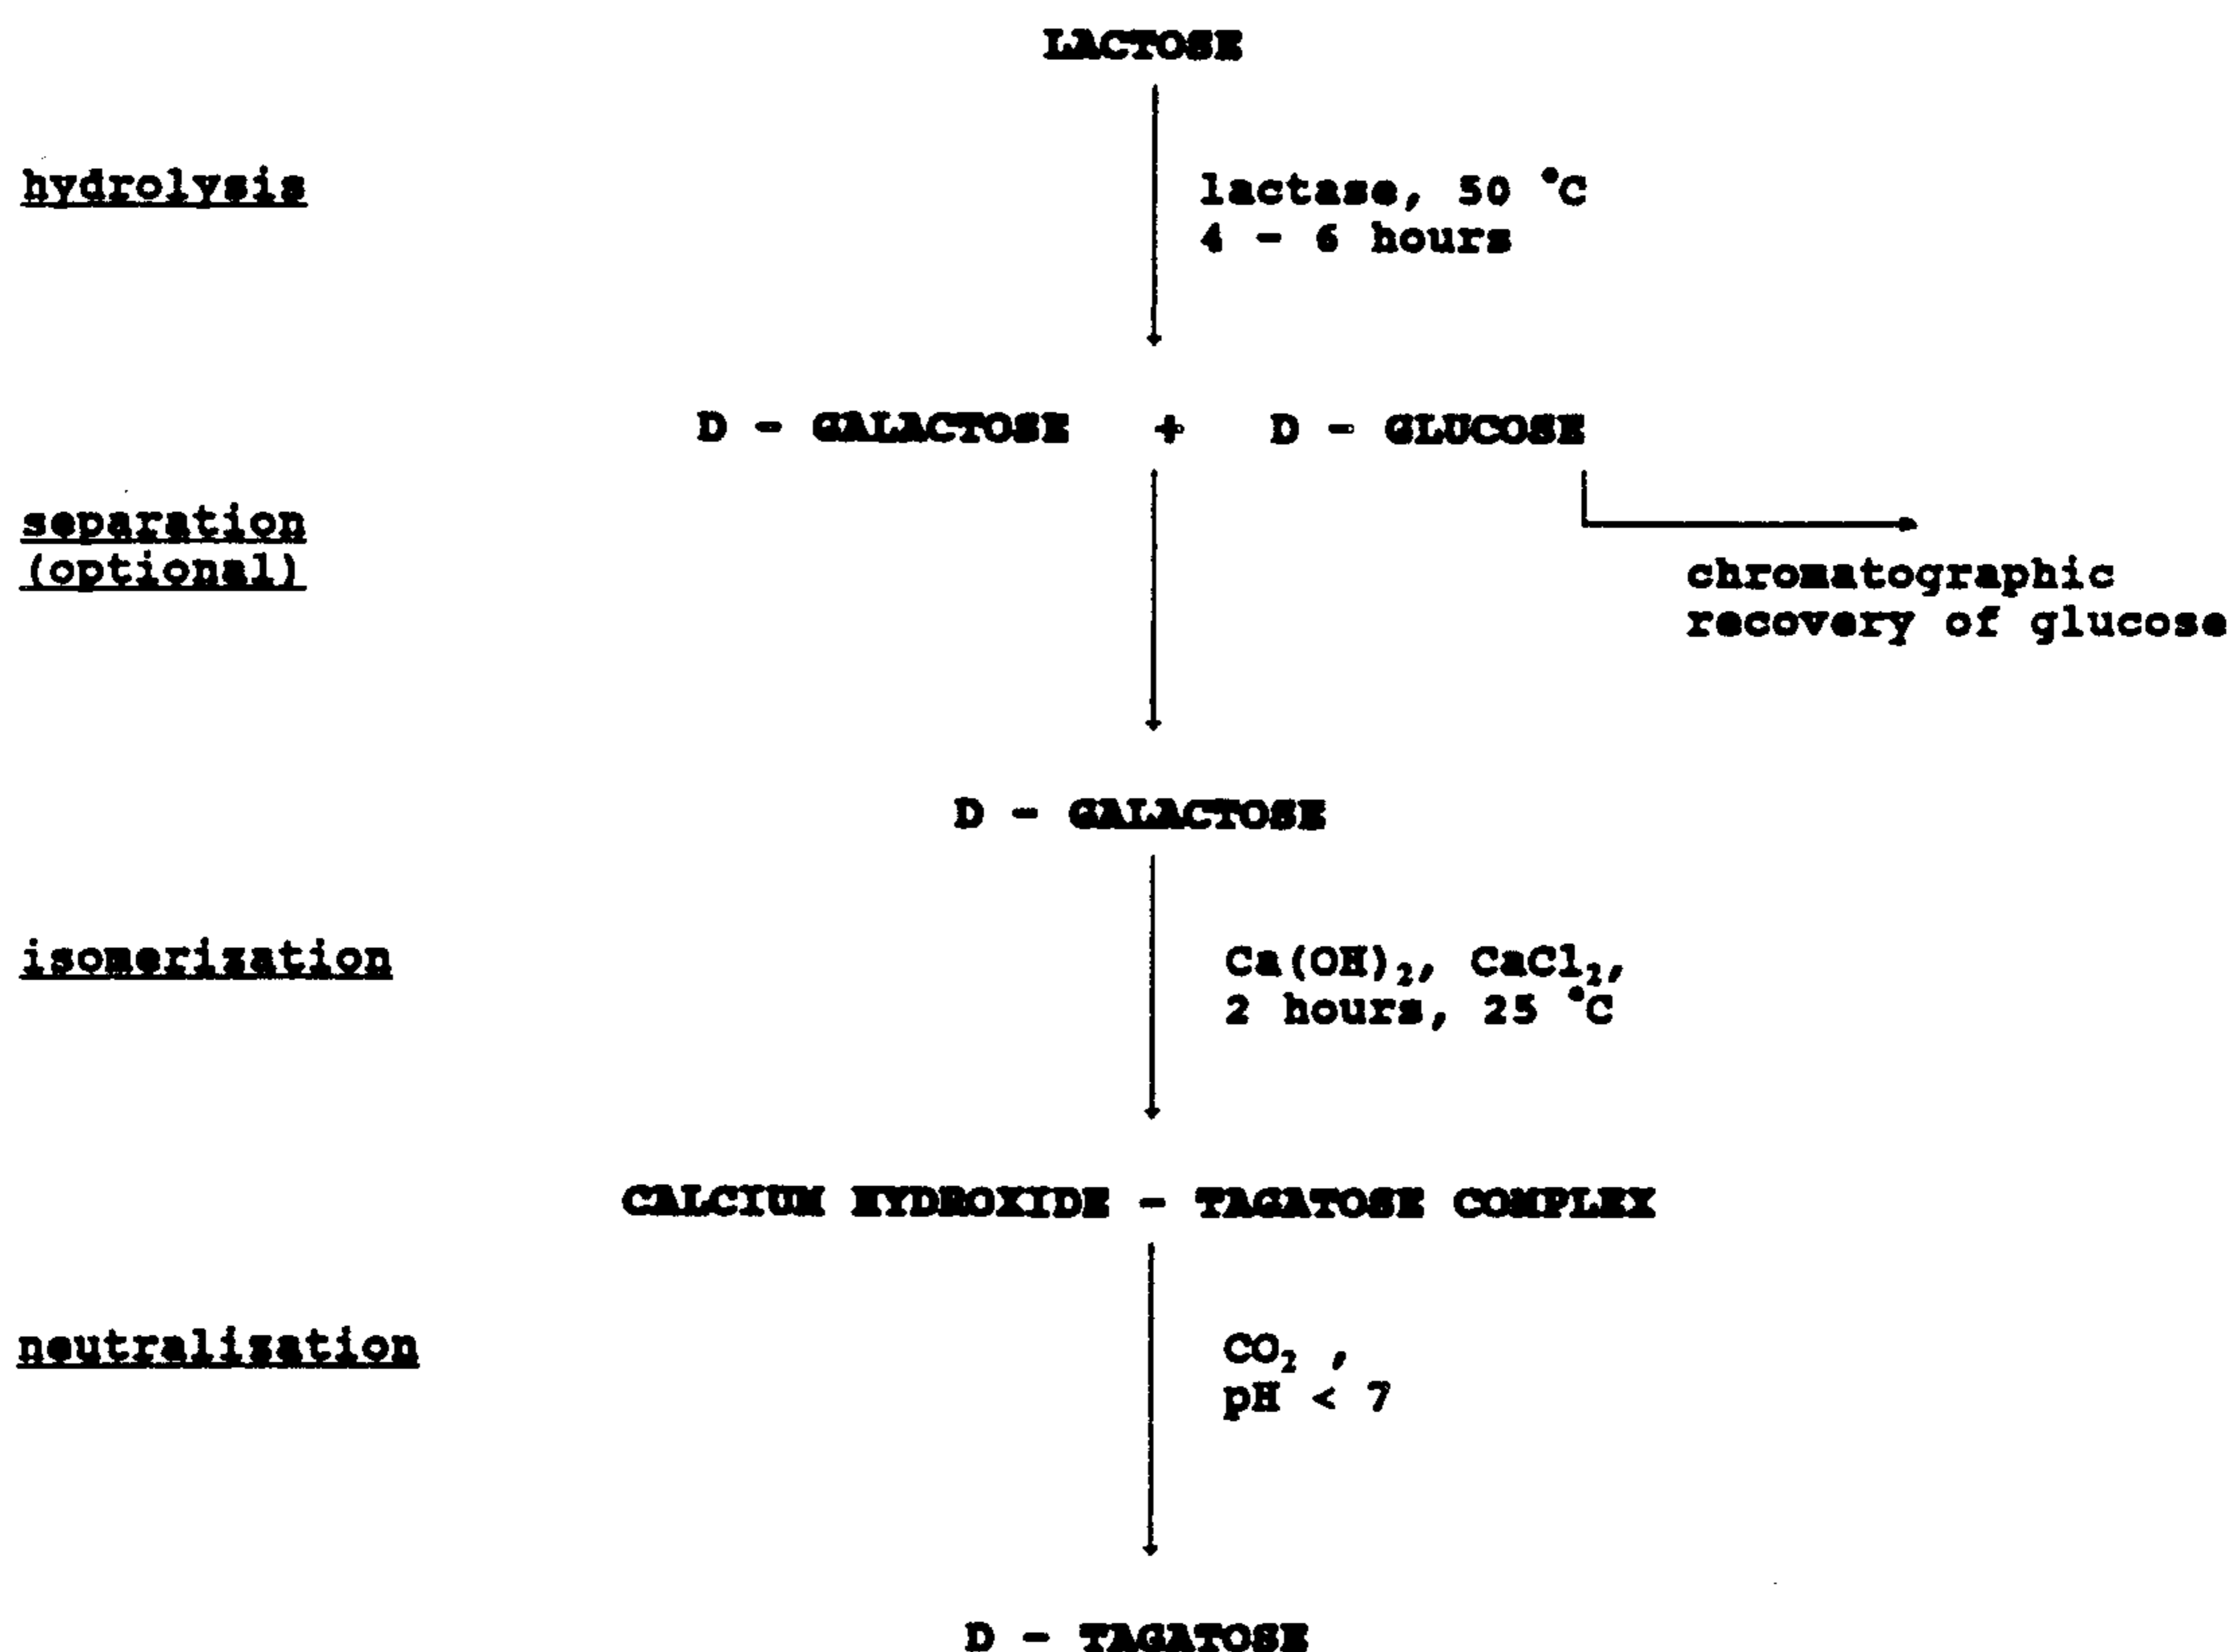 LACTOSE
hydrolysis
lactase, 50 °C
4 - 6 hours
D - GALACTOSE + D - GLUCOSE
separation
(optional)
chromatographic
recovery of glucose
D - GALACTOSE
isomerization
Ca(OH)₂, CaCl₂,
2 hours, 25 °C
CALCIUM HYDROXIDE - TAGATOSE COMPLEX
neutralization
CO₂ ,
pH < 7
D - TAGATOSE